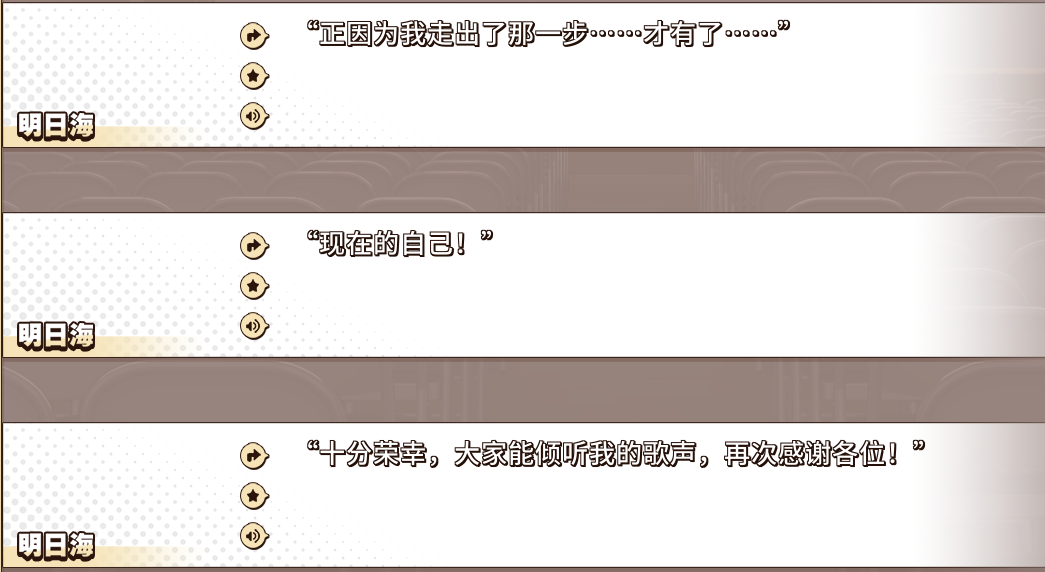 “正因为我走出了那一步……才有了……”
明日海
“现在的自己！”
明日海
“十分荣幸，大家能倾听我的歌声，再次感谢各位！”
明日海